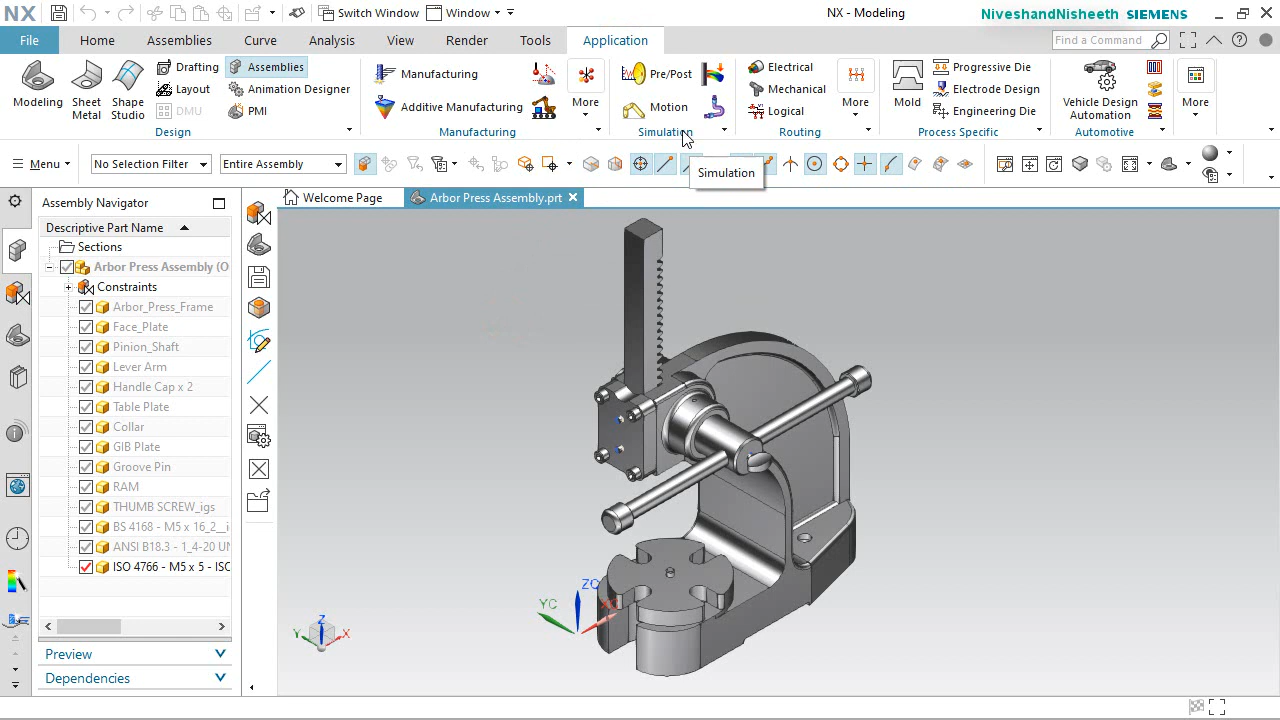 NX
Switch Window
Window
NX - Modeling
NiveshandNisheeth SIEMENS
File
Home
Assemblies
Curve
Analysis
View
Render
Tools
Application
Find a Command
Modeling
Sheet
Metal
Shape
Studio
Drafting
Layout
DMU
Assemblies
Animation Designer
PMI
Design
Manufacturing
Additive Manufacturing
More
Manufacturing
Pre/Post
Motion
Simulation
Electrical
Mechanical
Logical
More
Routing
Mold
Progressive Die
Electrode Design
Engineering Die
Process Specific
Vehicle Design
Automation
Automotive
More
Menu
No Selection Filter
Entire Assembly
Simulation
Assembly Navigator
Welcome Page
Arbor Press Assembly.prt
Descriptive Part Name
Sections
Arbor Press Assembly (O
Constraints
Arbor_Press_Frame
Face_Plate
Pinion_Shaft
Lever Arm
Handle Cap x 2
Table Plate
Collar
GIB Plate
Groove Pin
RAM
THUMB SCREW_igs
BS 4168 - M5 x 16_2__i
ANSI B18.3 - 1_4-20 UN
ISO 4766 - M5 x 5 - ISO
Preview
Dependencies
ZC
YC
XC
Z
Y
X